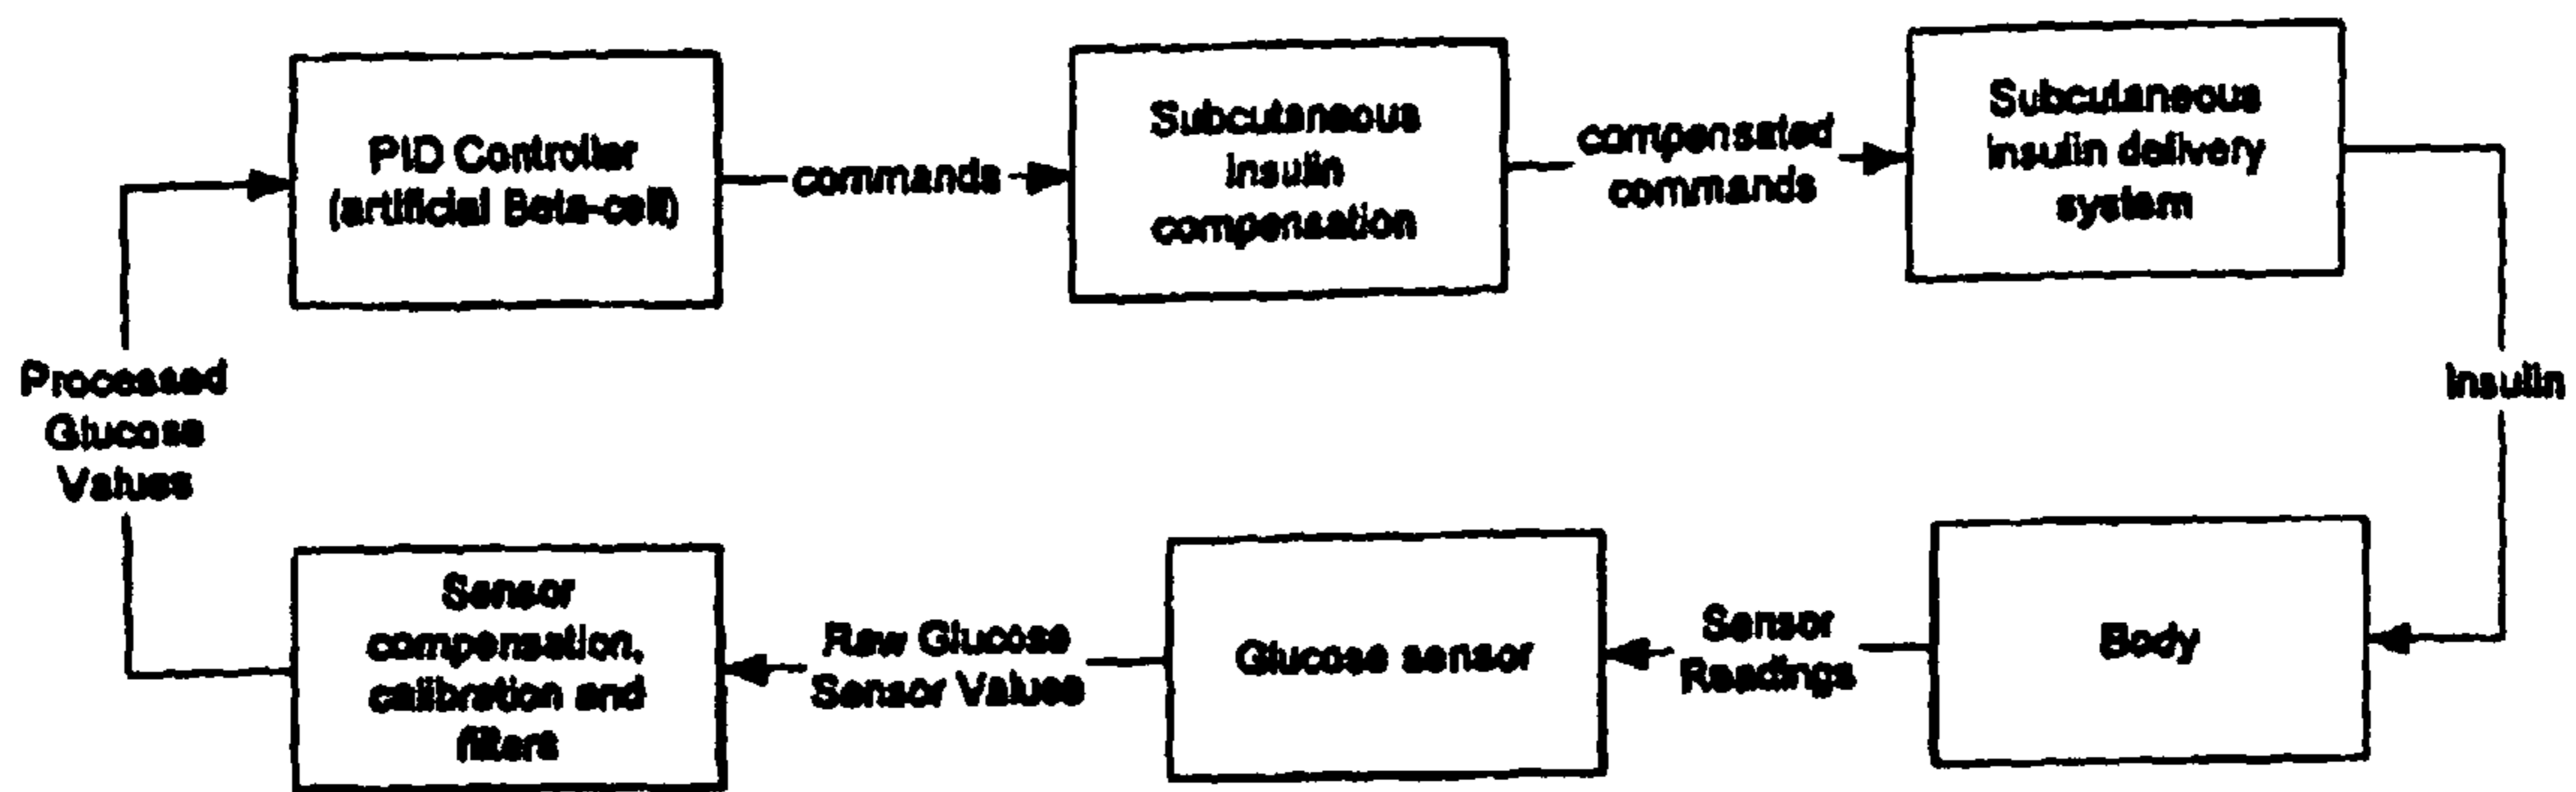 PID Controller
(artificial Beta-cell)
commands
Subcutaneous
insulin
compensation
compensated
commands
Subcutaneous
insulin delivery
system
Insulin
Body
Sensor
Readings
Glucose sensor
Raw Glucose
Sensor Values
Sensor
compensation,
calibration and
filters
Processed
Glucose
Values